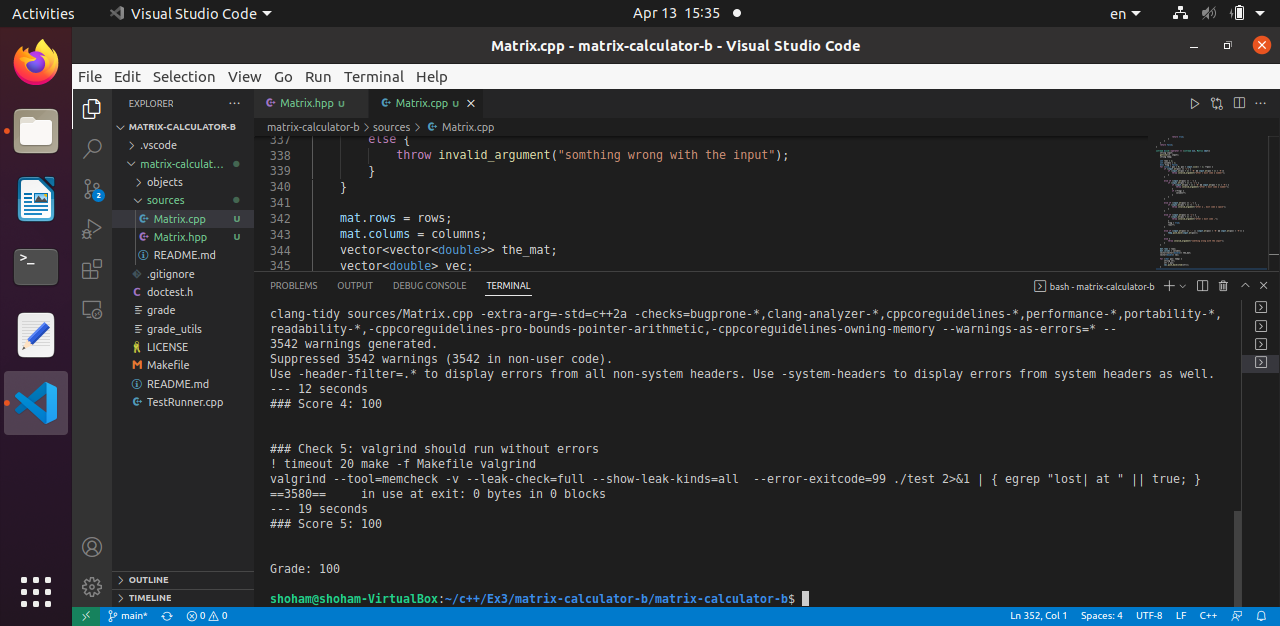 Activities
Visual Studio Code
Apr 13 15:35
en
Matrix.cpp - matrix-calculator-b - Visual Studio Code
File Edit Selection View Go Run Terminal Help
EXPLORER
MATRIX-CALCULATOR-B
.vscode
matrix-calculat...
objects
sources
Matrix.cpp U
Matrix.hpp U
README.md
.gitignore
doctest.h
grade
grade_utils
LICENSE
Makefile
README.md
TestRunner.cpp
OUTLINE
TIMELINE
2
Matrix.hpp U
Matrix.cpp U
matrix-calculator-b > sources > Matrix.cpp
337 else {
338 throw invalid_argument("somthing wrong with the input");
339 }
340 }
341
342 mat.rows = rows;
343 mat.colums = columns;
344 vector<vector<double>> the_mat;
345 vector<double> vec;
PROBLEMS OUTPUT DEBUG CONSOLE TERMINAL
bash - matrix-calculator-b
clang-tidy sources/Matrix.cpp -extra-arg=-std=c++2a -checks=bugprone-*,clang-analyzer-*,cppcoreguidelines-*,performance-*,portability-*,
readability-*,-cppcoreguidelines-pro-bounds-pointer-arithmetic,-cppcoreguidelines-owning-memory --warnings-as-errors=* --
3542 warnings generated.
Suppressed 3542 warnings (3542 in non-user code).
Use -header-filter=.* to display errors from all non-system headers. Use -system-headers to display errors from system headers as well.
--- 12 seconds
### Score 4: 100
### Check 5: valgrind should run without errors
! timeout 20 make -f Makefile valgrind
valgrind --tool=memcheck -v --leak-check=full --show-leak-kinds=all  --error-exitcode=99 ./test 2>&1 | { egrep "lost| at " || true; }
==3580==     in use at exit: 0 bytes in 0 blocks
--- 19 seconds
### Score 5: 100
Grade: 100
shoham@shoham-VirtualBox:~/c++/Ex3/matrix-calculator-b/matrix-calculator-b$
main* 0 0
Ln 352, Col 1 Spaces: 4 UTF-8 LF C++